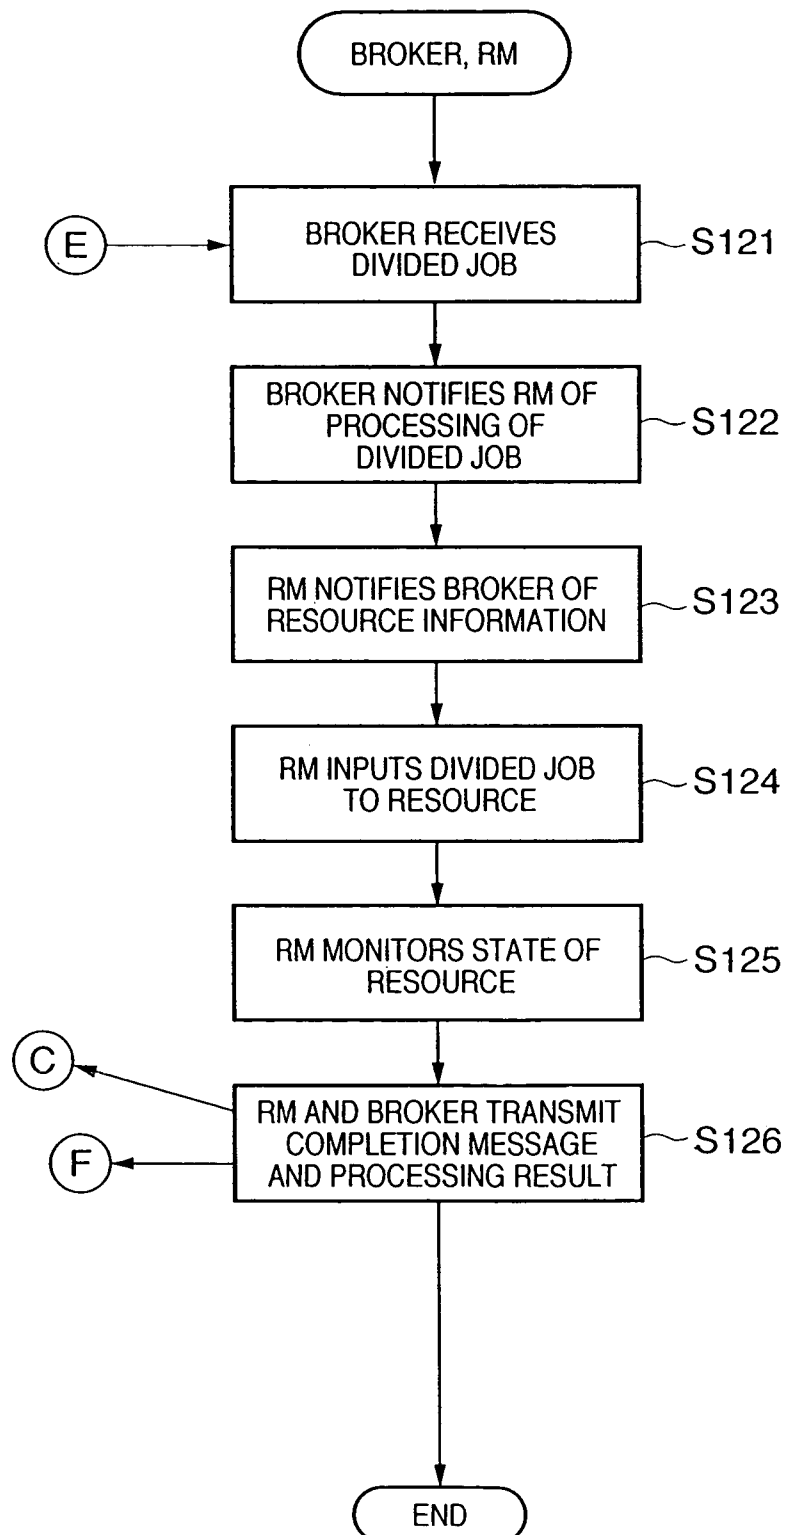 BROKER, RM
E
BROKER RECEIVES
DIVIDED JOB
S121
BROKER NOTIFIES RM OF
PROCESSING OF
DIVIDED JOB
S122
RM NOTIFIES BROKER OF
RESOURCE INFORMATION
S123
RM INPUTS DIVIDED JOB
TO RESOURCE
S124
RM MONITORS STATE OF
RESOURCE
S125
C
RM AND BROKER TRANSMIT
COMPLETION MESSAGE
AND PROCESSING RESULT
S126
F
END